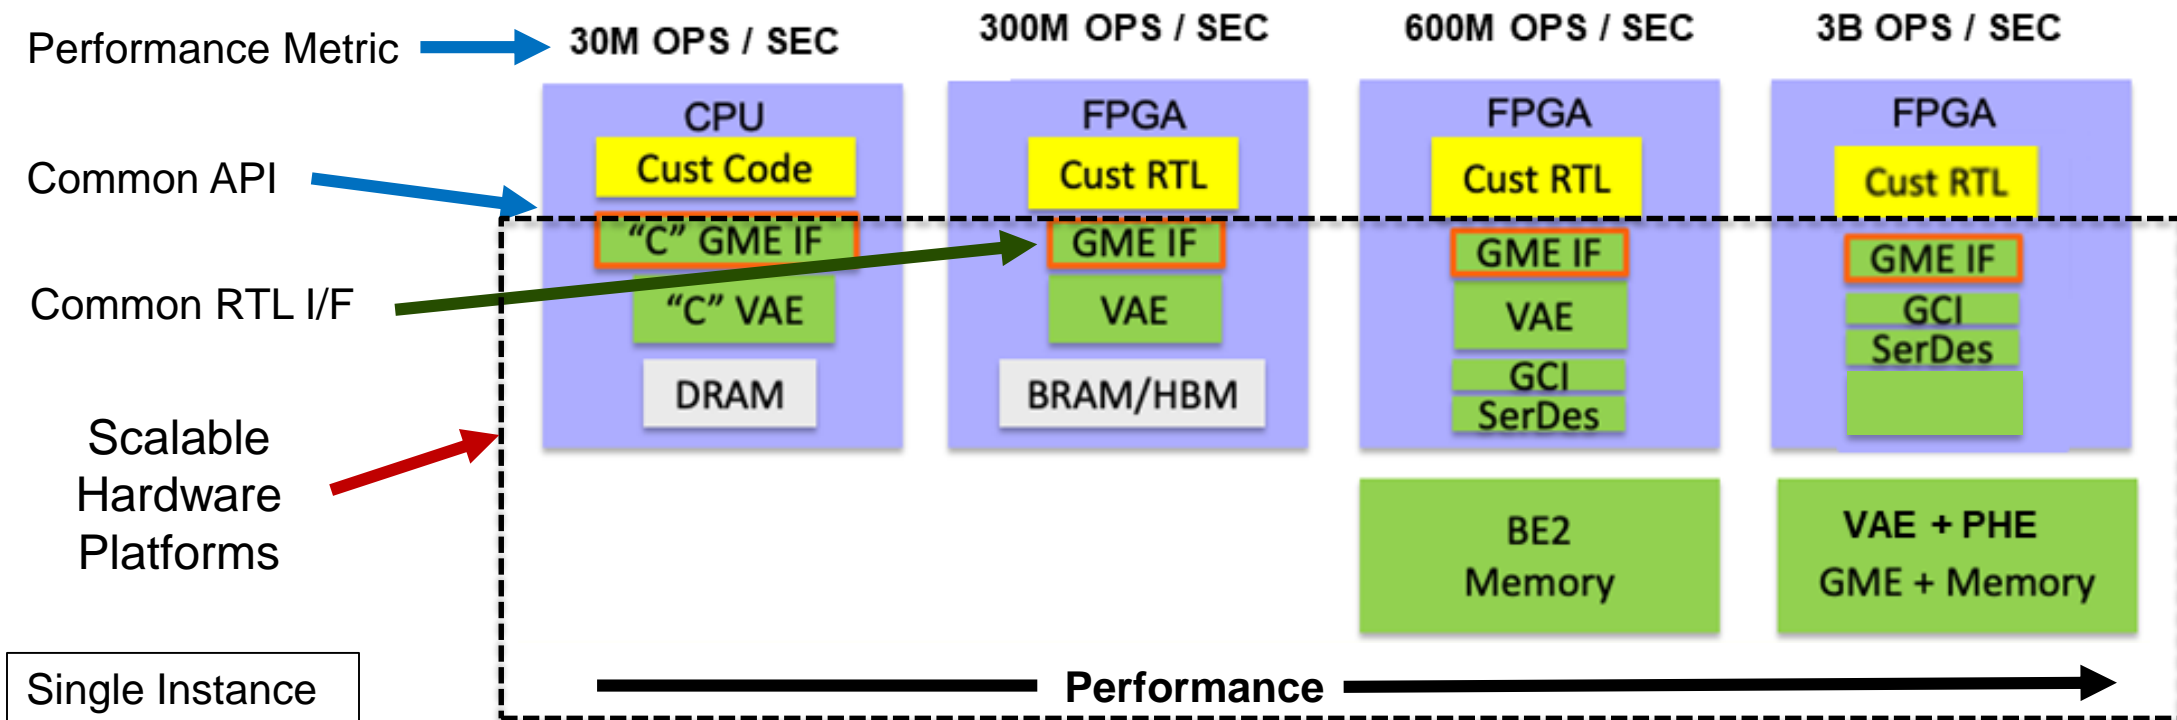 Performance Metric
30M OPS / SEC
300M OPS / SEC
600M OPS / SEC
3B OPS / SEC
Common API
Common RTL I/F
Scalable
Hardware
Platforms
Single Instance
CPU
Cust Code
“C” GME IF
“C” VAE
DRAM
FPGA
Cust RTL
GME IF
VAE
BRAM/HBM
FPGA
Cust RTL
GME IF
VAE
GCI
SerDes
BE2
Memory
FPGA
Cust RTL
GME IF
GCI
SerDes
VAE + PHE
GME + Memory
Performance